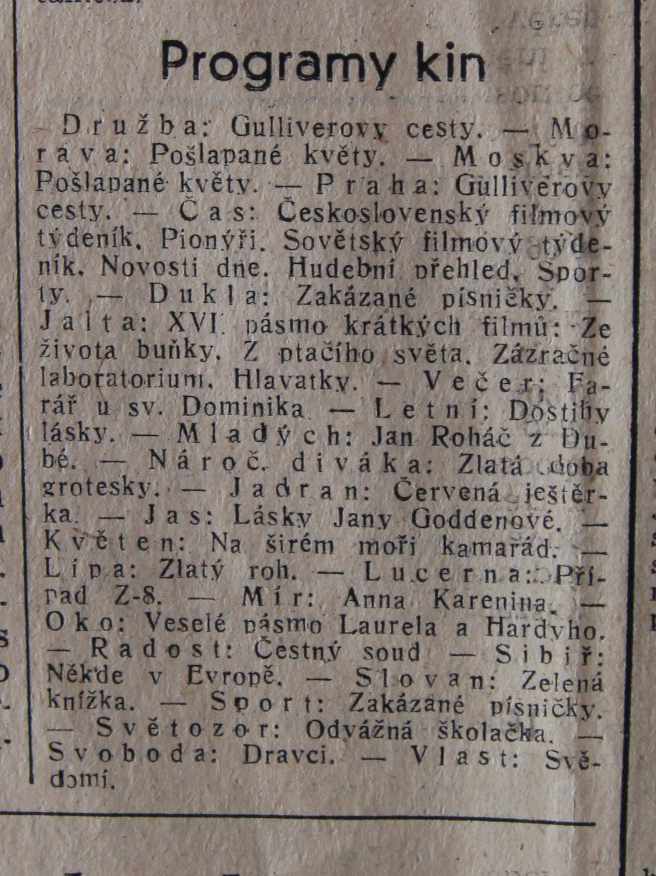 Programy kin
Družba: Gulliverovy cesty. — Mo-
rava: Pošlapané květy. — Moskva:
Pošlapané květy. — Praha: Gulliverovy
cesty. — Čas: Československý filmový
týdeník. Pionýři. Sovětský filmový týde-
ník. Novosti dne. Hudební přehled. Spor-
ty. — Dukla: Zakázané písničky. —
Jalta: XVI. pásmo krátkých filmů: Ze
života buňky. Z ptačího světa. Zázračné
laboratorium. Hlavatky. — Večer: Fa-
rář u sv. Dominika — Letní: Dostihy
lásky. — Mladých: Jan Roháč z Du-
bé. — Nároč. diváka: Zlatá doba
grotesky. — Jadran: Červená ještěr-
ka. — Jas: Lásky Jany Goddenové. —
Květen: Na širém moři kamarád. —
Lípa: Zlatý roh. — Lucerna: Pří-
pad Z-8. — Mír: Anna Karenina. —
Oko: Veselé pásmo Laurela a Hardyho.
— Radost: Čestný soud — Sibiř:
Někde v Evropě. — Slovan: Zelená
knížka. — Sport: Zakázané písničky.
— Světozor: Odvážná školačka. —
Svoboda: Dravci. — Vlast: Svě-
domí.